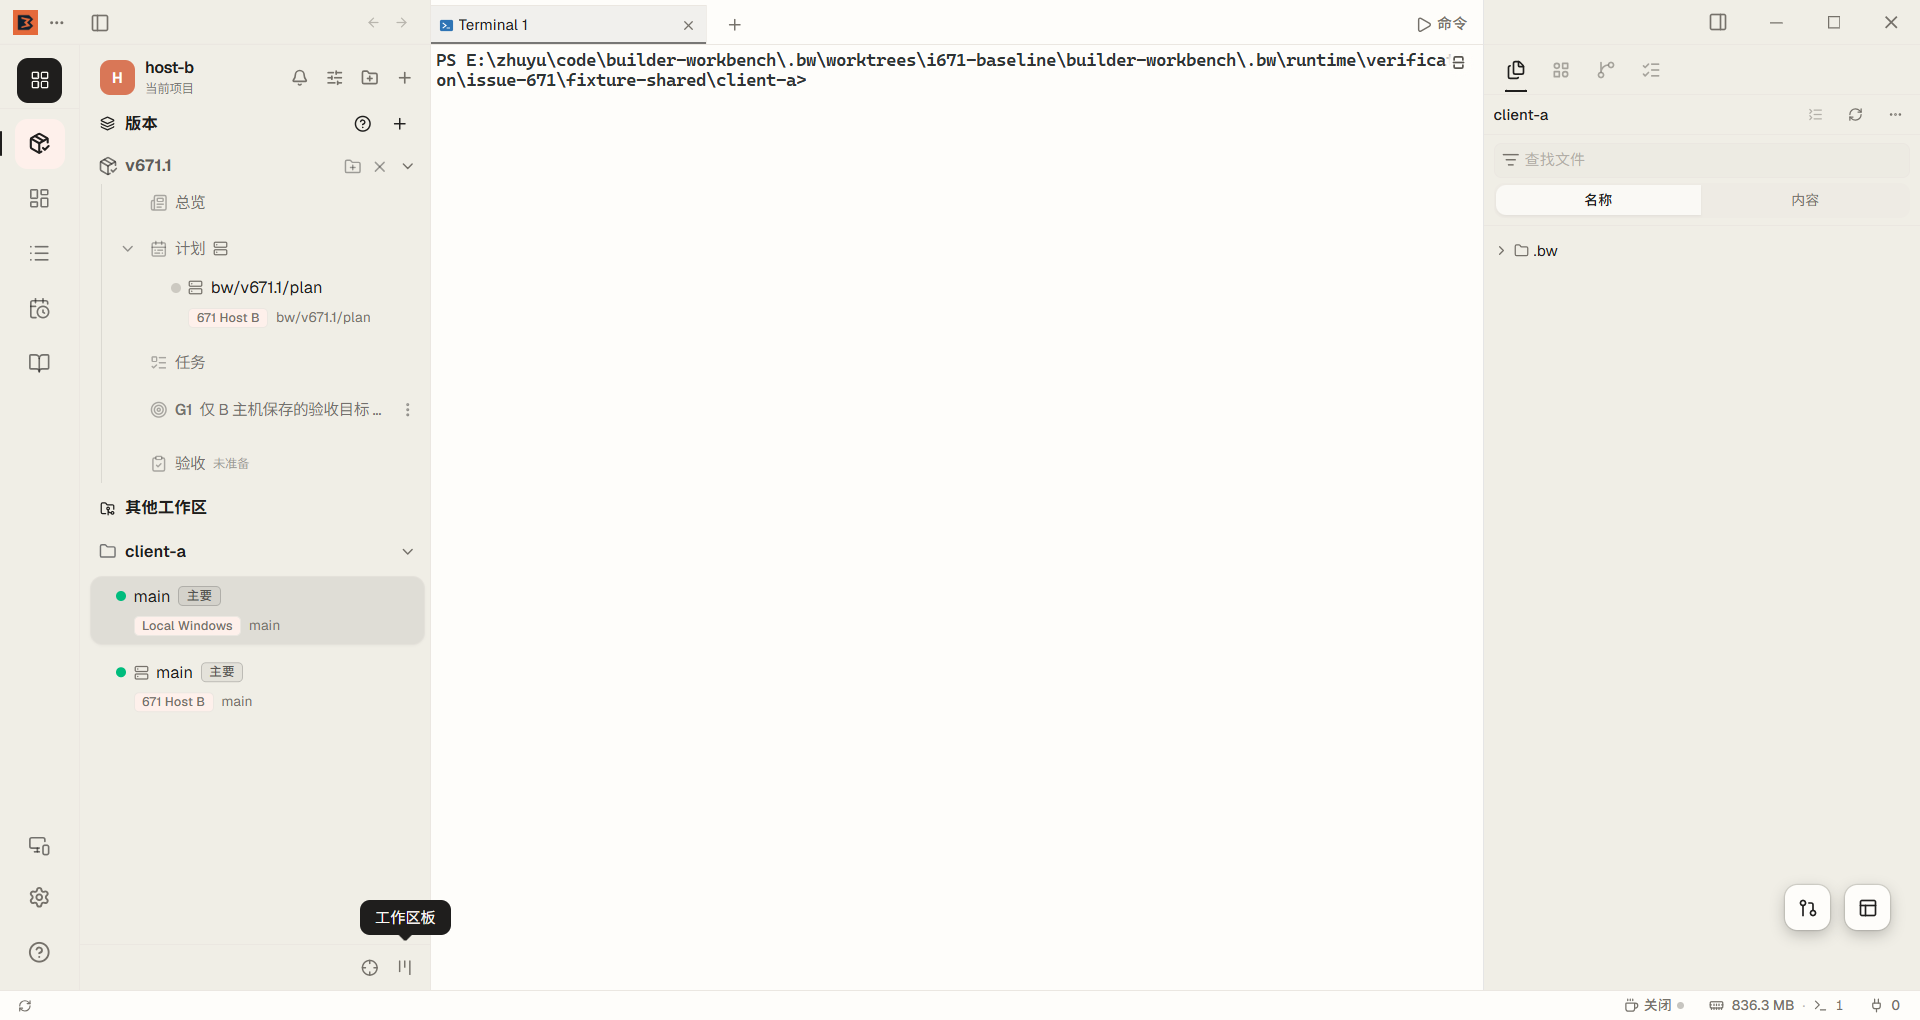 Terminal 1
命令
H
host-b
当前项目
版本
v671.1
总览
计划
bw/v671.1/plan
671 Host B
bw/v671.1/plan
任务
G1 仅 B 主机保存的验收目标 ...
验收 未准备
其他工作区
client-a
main 主要
Local Windows main
main 主要
671 Host B main
工作区板
PS E:\zhuyu\code\builder-workbench\.bw\worktrees\i671-baseline\builder-workbench\.bw\runtime\verifica
on\issue-671\fixture-shared\client-a>
client-a
查找文件
名称
内容
.bw
关闭
836.3 MB · 1
0